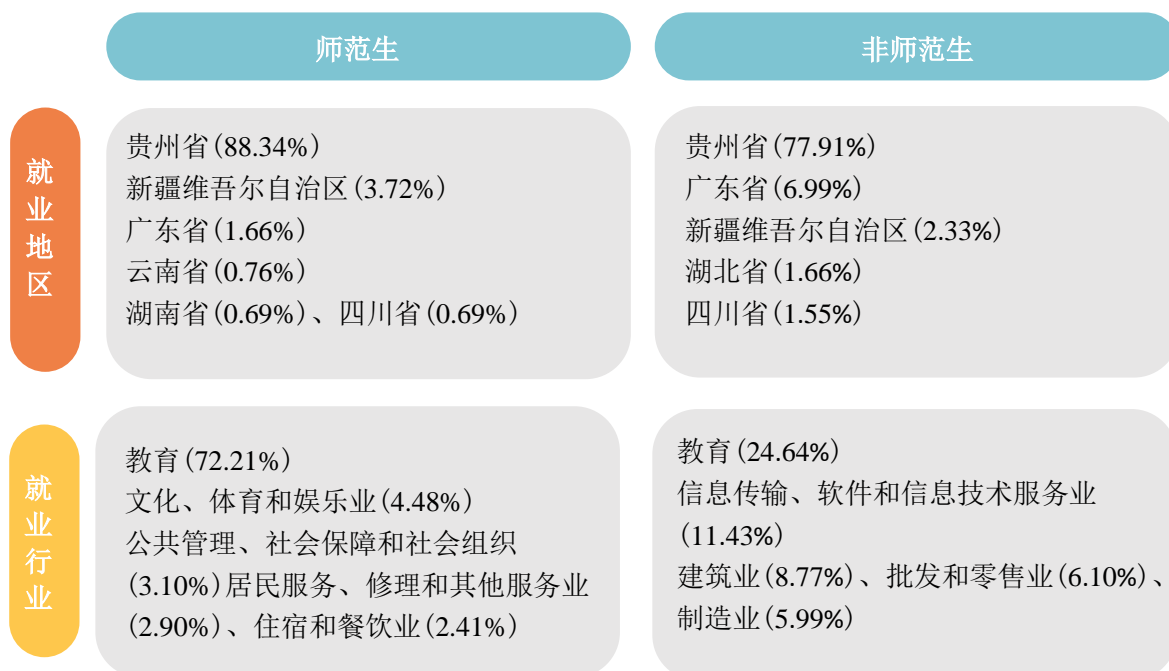 师范生
非师范生
就业地区
贵州省(88.34%)
新疆维吾尔自治区(3.72%)
广东省(1.66%)
云南省(0.76%)
湖南省(0.69%)、四川省(0.69%)
贵州省(77.91%)
广东省(6.99%)
新疆维吾尔自治区(2.33%)
湖北省(1.66%)
四川省(1.55%)
就业行业
教育(72.21%)
文化、体育和娱乐业(4.48%)
公共管理、社会保障和社会组织
(3.10%)居民服务、修理和其他服务业
(2.90%)、住宿和餐饮业(2.41%)
教育(24.64%)
信息传输、软件和信息技术服务业
(11.43%)
建筑业(8.77%)、批发和零售业(6.10%)、
制造业(5.99%)